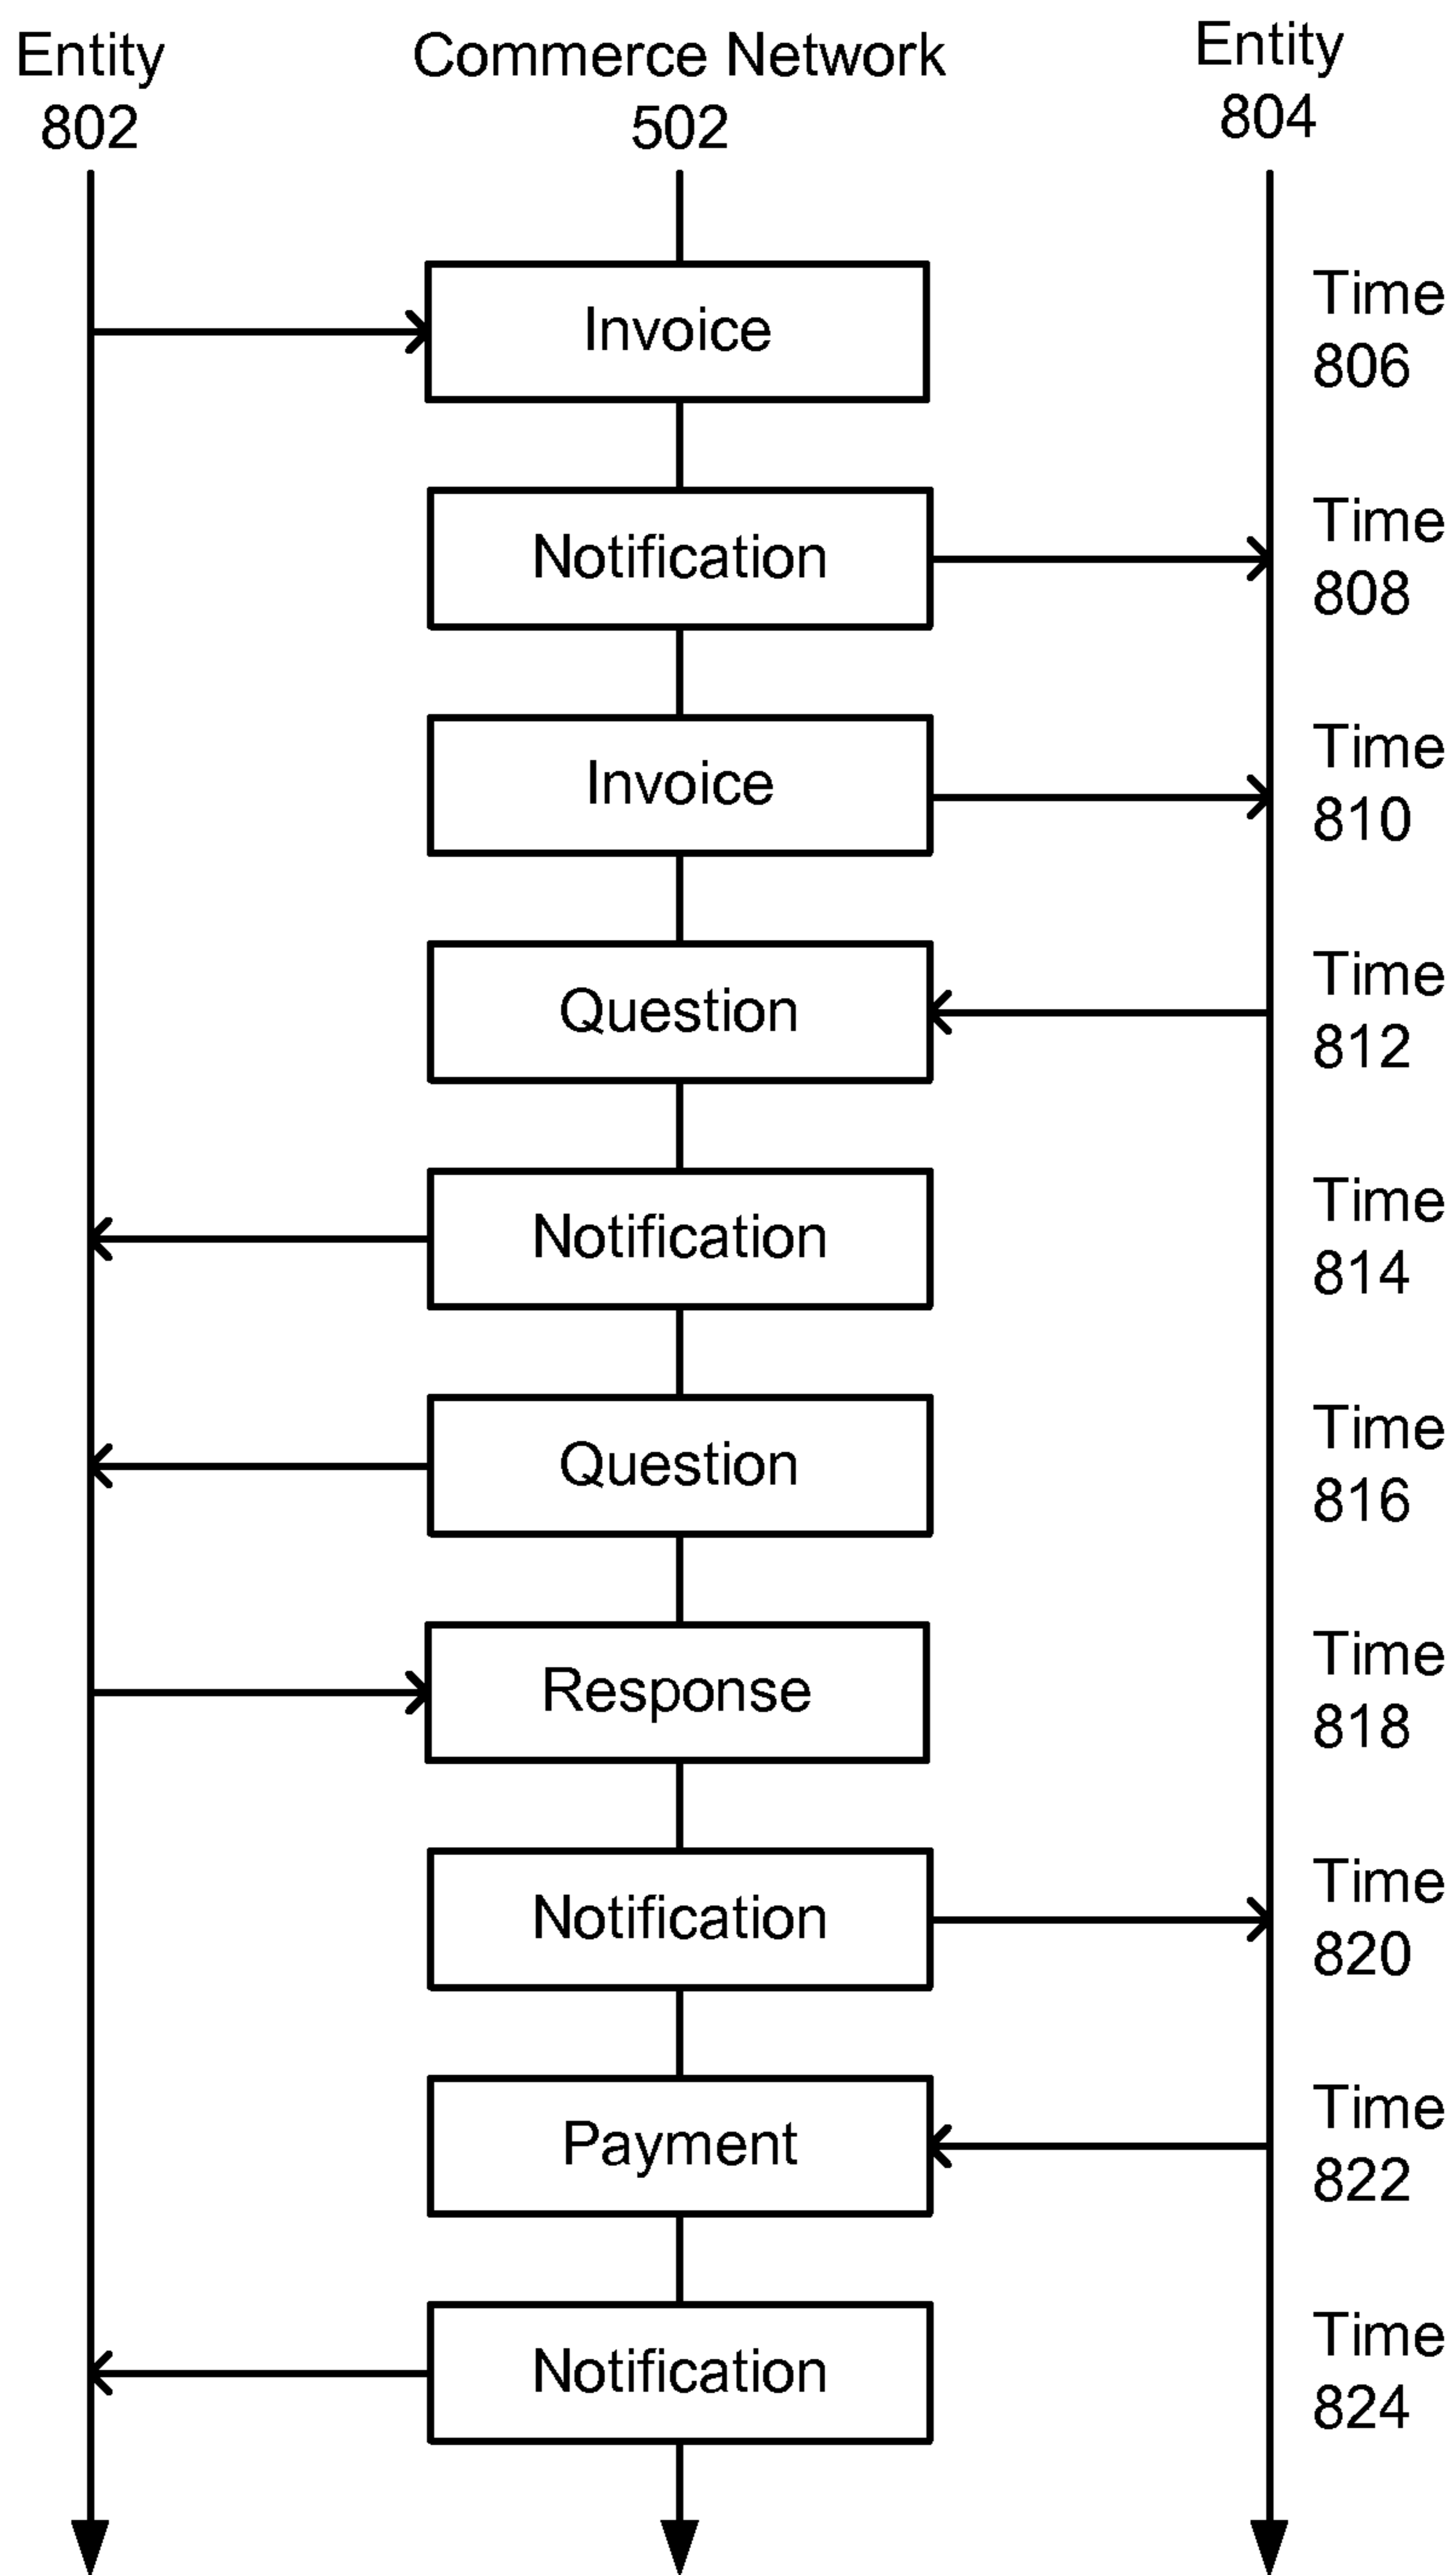 Entity
802
Commerce Network
502
Entity
804
Invoice
Time
806
Notification
Time
808
Invoice
Time
810
Question
Time
812
Notification
Time
814
Question
Time
816
Response
Time
818
Notification
Time
820
Payment
Time
822
Notification
Time
824